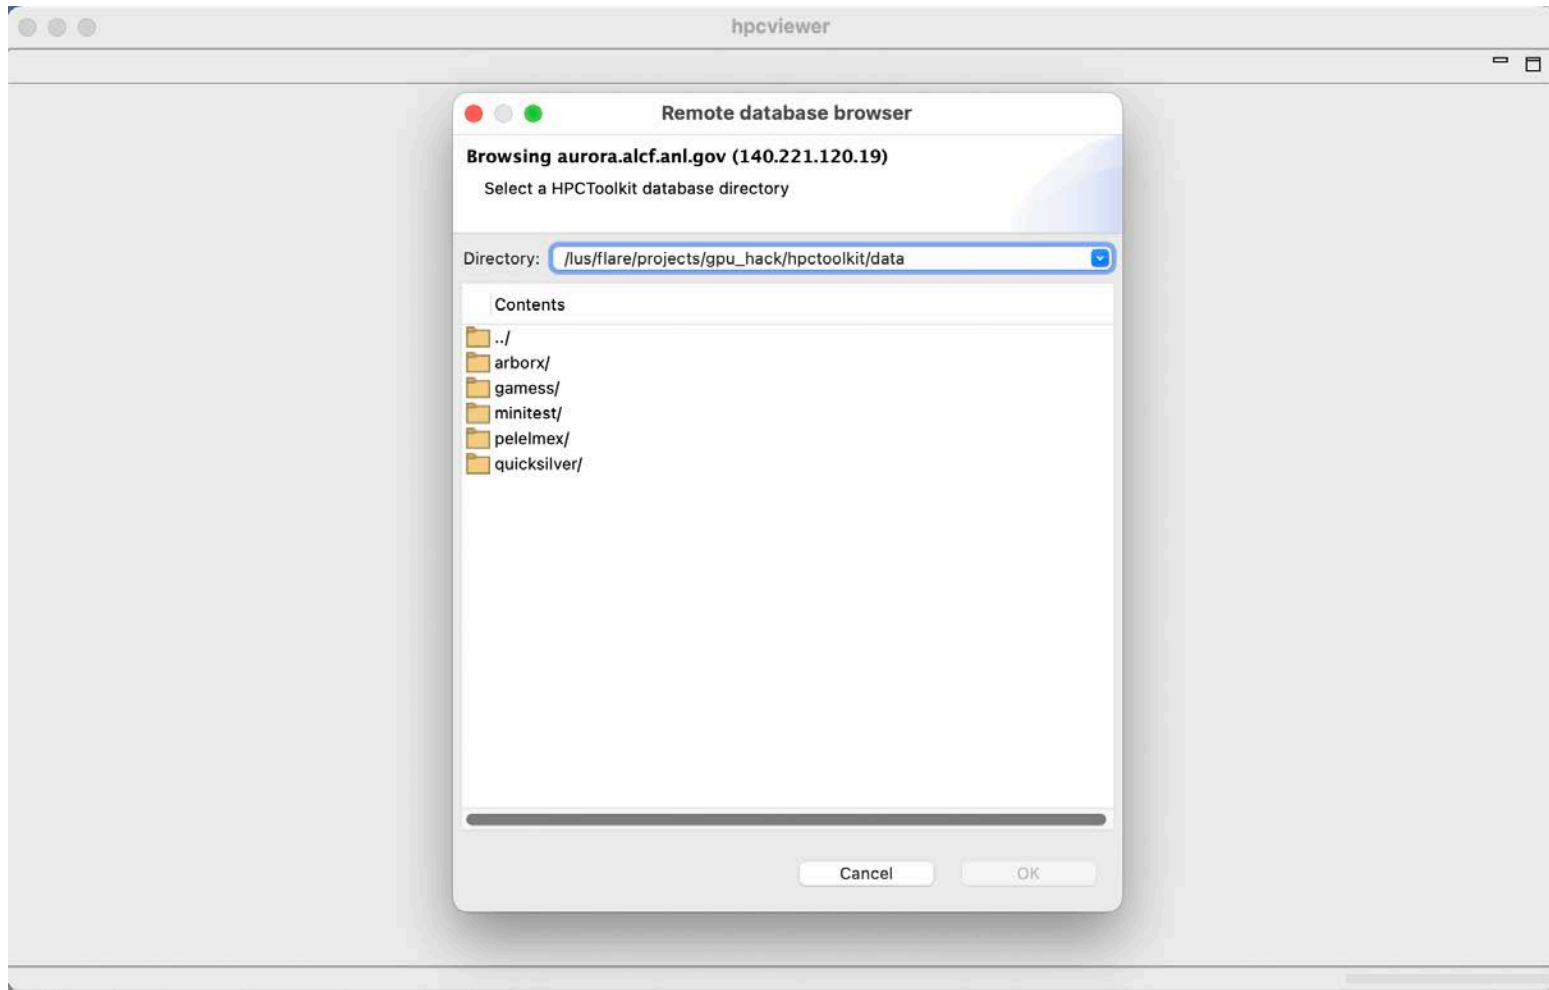 hpcviewer
Remote database browser
Browsing aurora.alcf.anl.gov (140.221.120.19)
Select a HPCToolkit database directory
Directory: /lus/flare/projects/gpu_hack/hpctoolkit/data
Contents
../
arborx/
gamess/
minitest/
pelelmex/
quicksilver/
Cancel OK